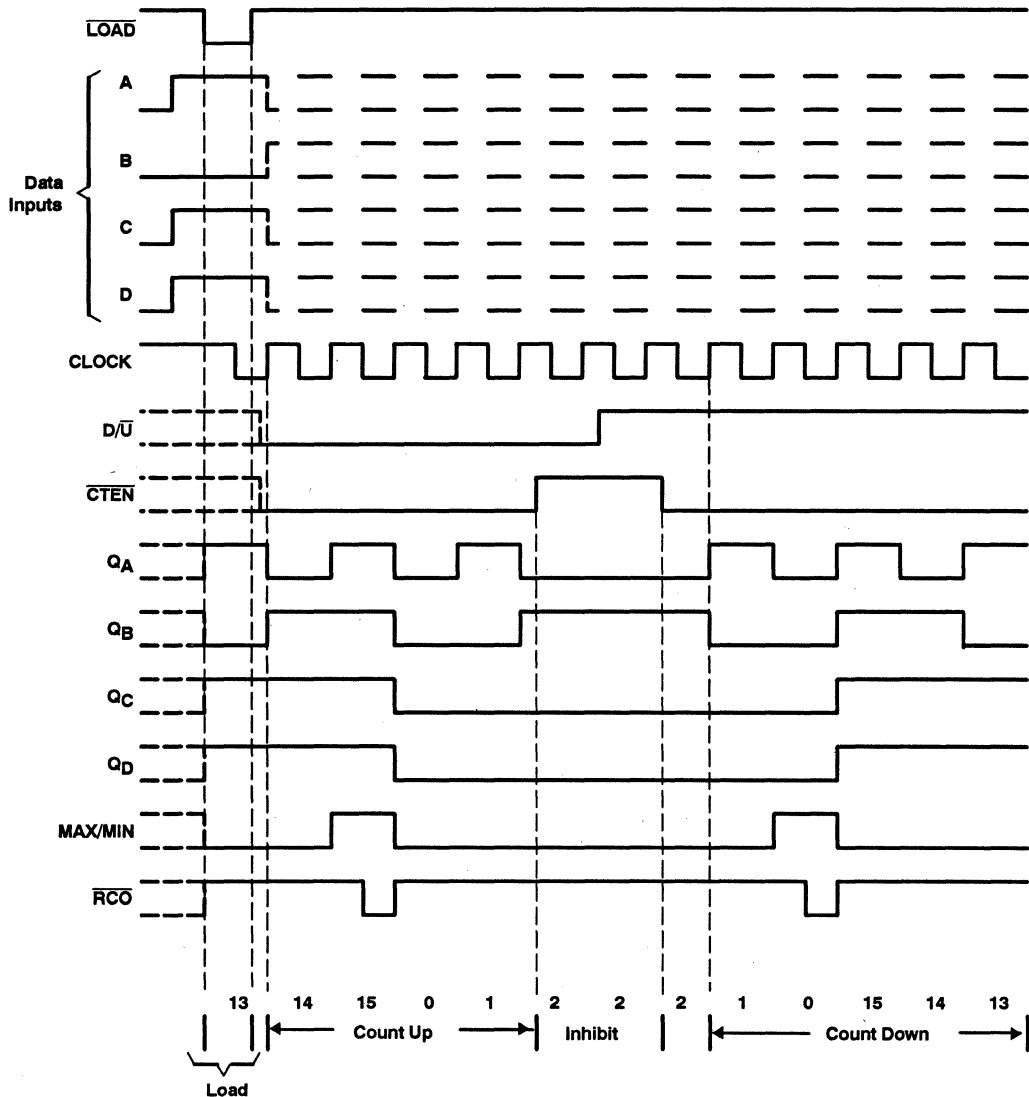 LOAD
A
B
Data
Inputs
C
D
CLOCK
D/U
CTEN
QA
QB
QC
QD
MAX/MIN
RCO
13 14 15 0 1 2 2 2 1 0 15 14 13
Count Up Inhibit Count Down
Load